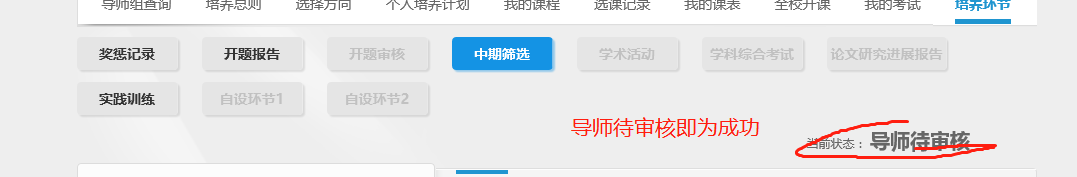 导师组查询 培养总则 选择方向 个人培养计划 我的课程 选课记录 我的课表 全校开课 我的考试 培养环节
奖惩记录 开题报告 开题审核 中期筛选 学术活动 学科综合考试 论文研究进展报告
实践训练 自设环节1 自设环节2
导师待审核即为成功
当前状态： 导师待审核